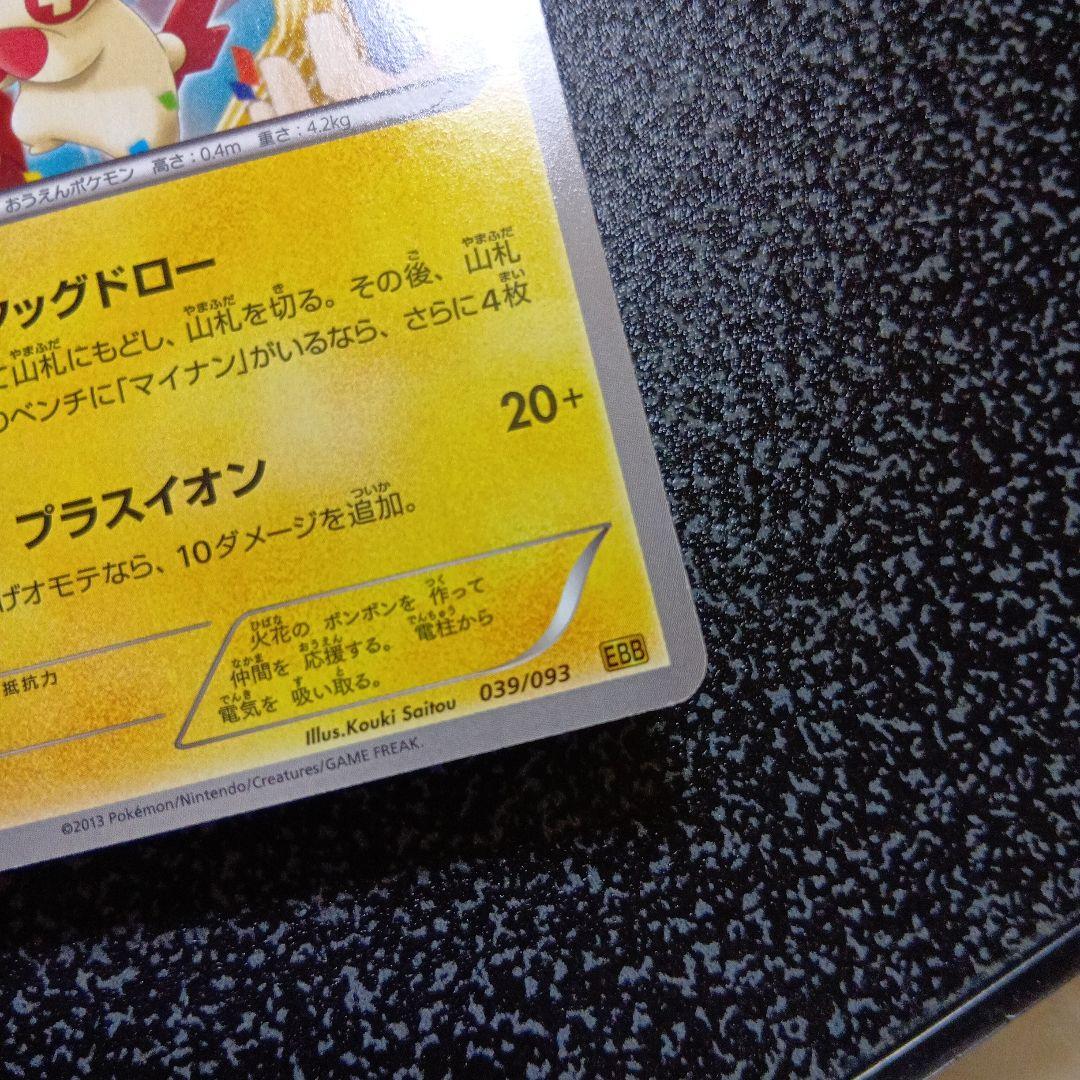 おうえんポケモン 高さ : 0.4m 重さ : 4.2kg
ッグドロー
て山札にもどし、山札を切る。その後、山札
のベンチに「マイナン」がいるなら、さらに4枚
20+
プラスイオン
げオモテなら、10ダメージを追加。
抵抗力
火花の ボンボンを 作って
仲間を 応援する。 電柱から
電気を 吸い取る。
Illus.Kouki Saitou 039/093 EBB
©2013 Pokémon/Nintendo/Creatures/GAME FREAK.